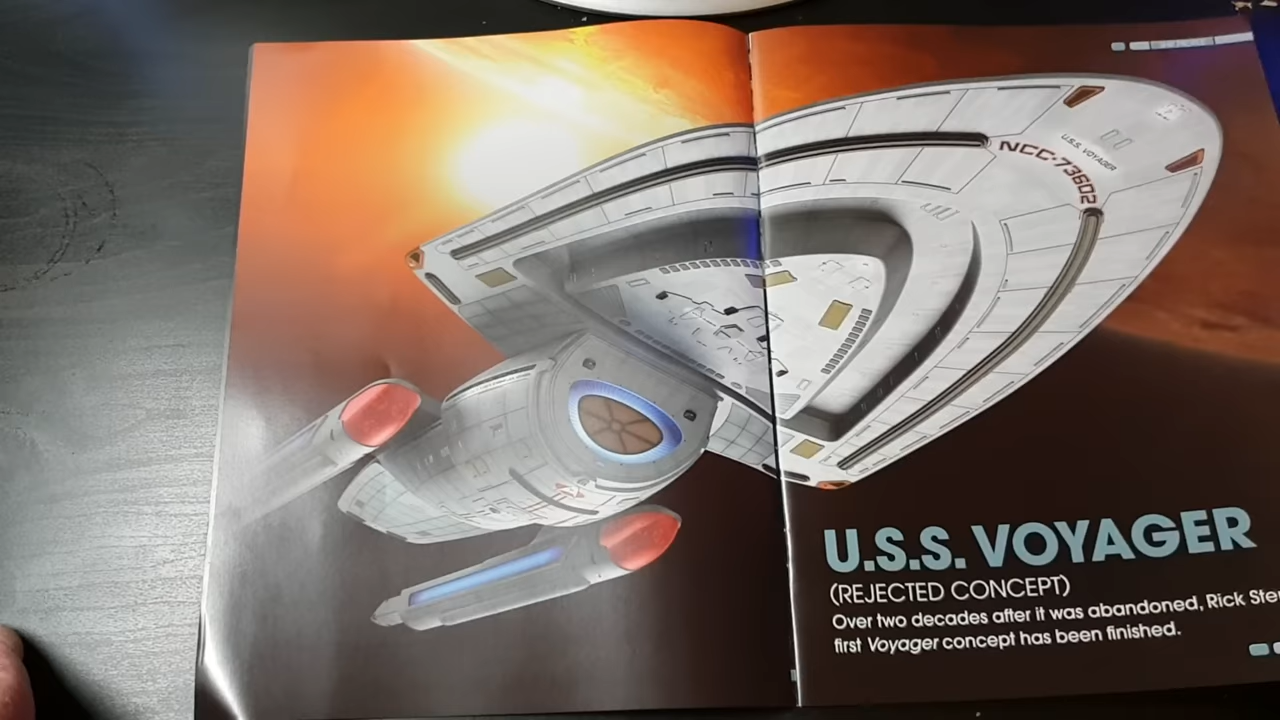 U.S.S. VOYAGER
NCC-73602
U.S.S. VOYAGER
(REJECTED CONCEPT)
Over two decades after it was abandoned, Rick
first Voyager concept has been finished.